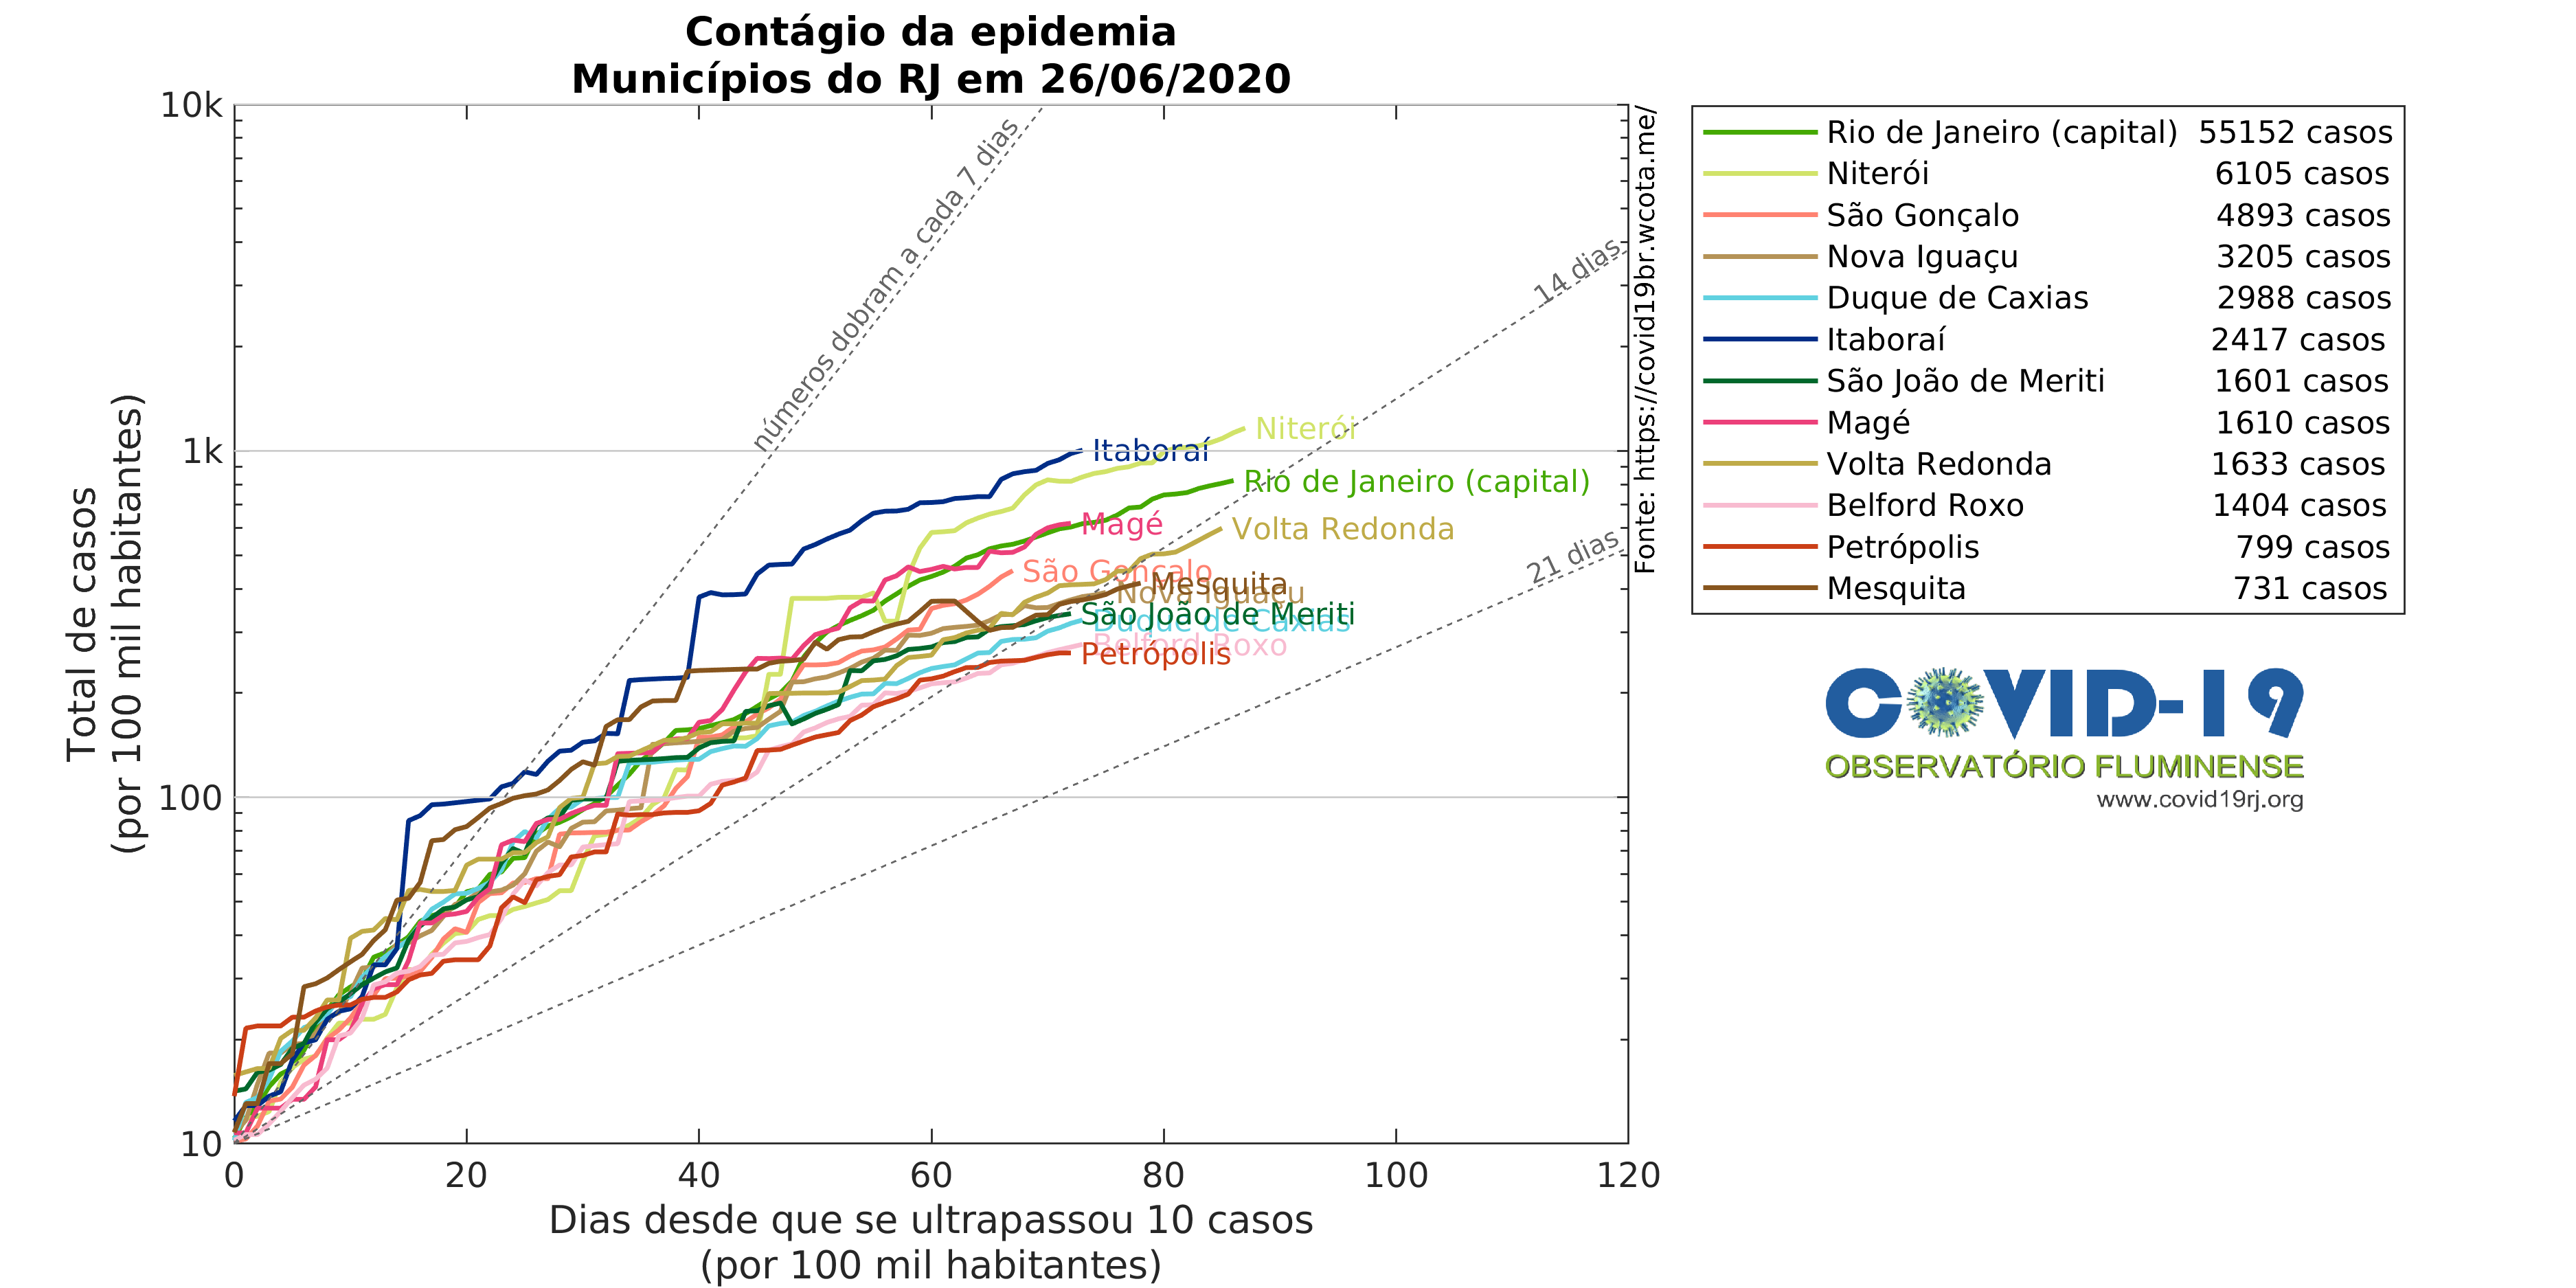 Contágio da epidemia
Municípios do RJ em 26/06/2020
Total de casos
(por 100 mil habitantes)
10k
1k
100
10
0 20 40 60 80 100 120
Dias desde que se ultrapassou 10 casos
(por 100 mil habitantes)
números dobram a cada 7 dias
14 dias
21 dias
Niterói
Itaboraí
Rio de Janeiro (capital)
Magé
Volta Redonda
São Gonçalo
Mesquita
Nova Iguaçu
São João de Meriti
Duque de Caxias
Belford Roxo
Petrópolis
Fonte: https://covid19br.wcota.me/
Rio de Janeiro (capital) 55152 casos
Niterói 6105 casos
São Gonçalo 4893 casos
Nova Iguaçu 3205 casos
Duque de Caxias 2988 casos
Itaboraí 2417 casos
São João de Meriti 1601 casos
Magé 1610 casos
Volta Redonda 1633 casos
Belford Roxo 1404 casos
Petrópolis 799 casos
Mesquita 731 casos
COVID-19
OBSERVATÓRIO FLUMINENSE
www.covid19rj.org